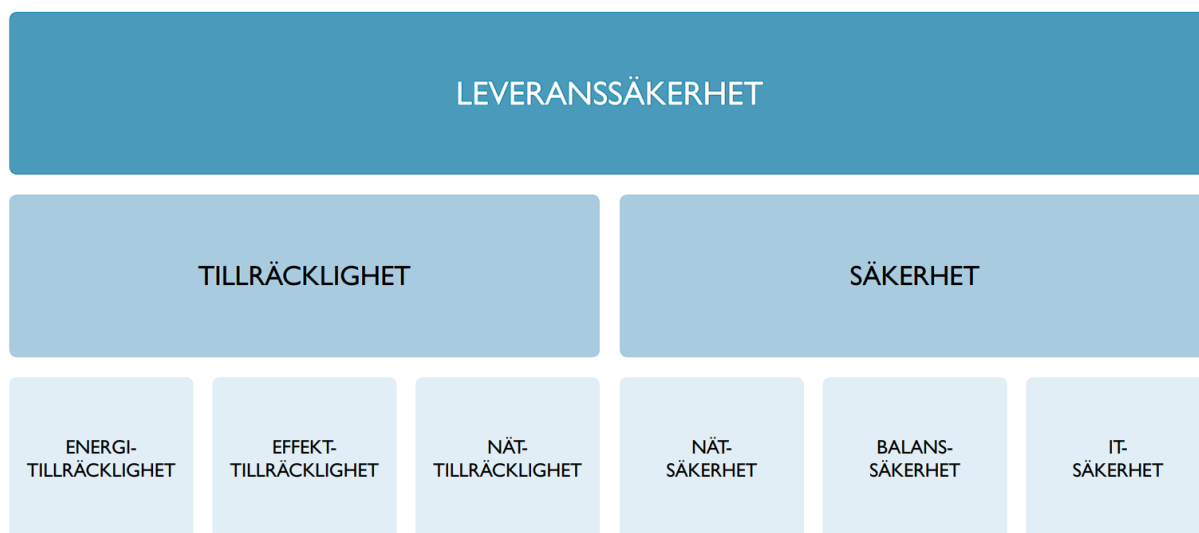 LEVERANSSÄKERHET
TILLRÄCKLIGHET
SÄKERHET
ENERGI-
TILLRÄCKLIGHET
EFFEKT-
TILLRÄCKLIGHET
NÄT-
TILLRÄCKLIGHET
NÄT-
SÄKERHET
BALANS-
SÄKERHET
IT-
SÄKERHET